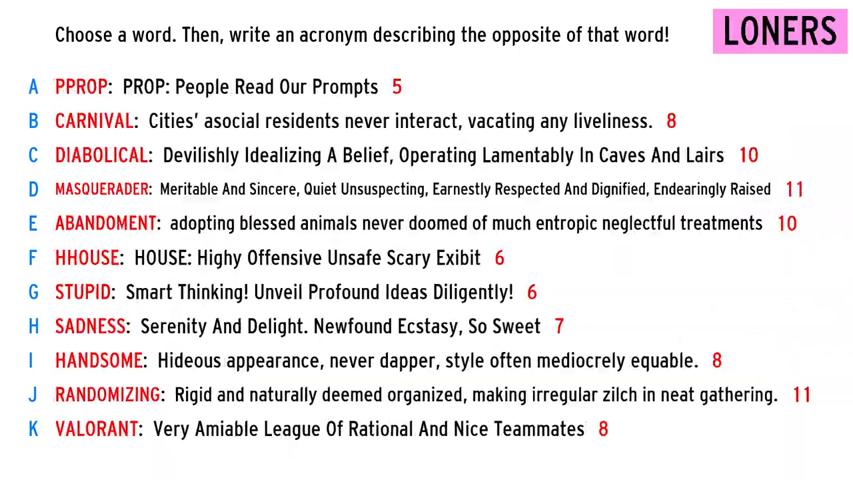 Choose a word. Then, write an acronym describing the opposite of that word!
LONERS
A PPROP: PROP: People Read Our Prompts 5
B CARNIVAL: Cities' asocial residents never interact, vacating any liveliness. 8
C DIABOLICAL: Devilishly Idealizing A Belief, Operating Lamentably In Caves And Lairs 10
D MASQUERADER: Meritable And Sincere, Quiet Unsuspecting, Earnestly Respected And Dignified, Endearingly Raised 11
E ABANDOMENT: adopting blessed animals never doomed of much entropic neglectful treatments 10
F HHOUSE: HOUSE: Highy Offensive Unsafe Scary Exibit 6
G STUPID: Smart Thinking! Unveil Profound Ideas Diligently! 6
H SADNESS: Serenity And Delight. Newfound Ecstasy, So Sweet 7
I HANDSOME: Hideous appearance, never dapper, style often mediocrely equable. 8
J RANDOMIZING: Rigid and naturally deemed organized, making irregular zilch in neat gathering. 11
K VALORANT: Very Amiable League Of Rational And Nice Teammates 8